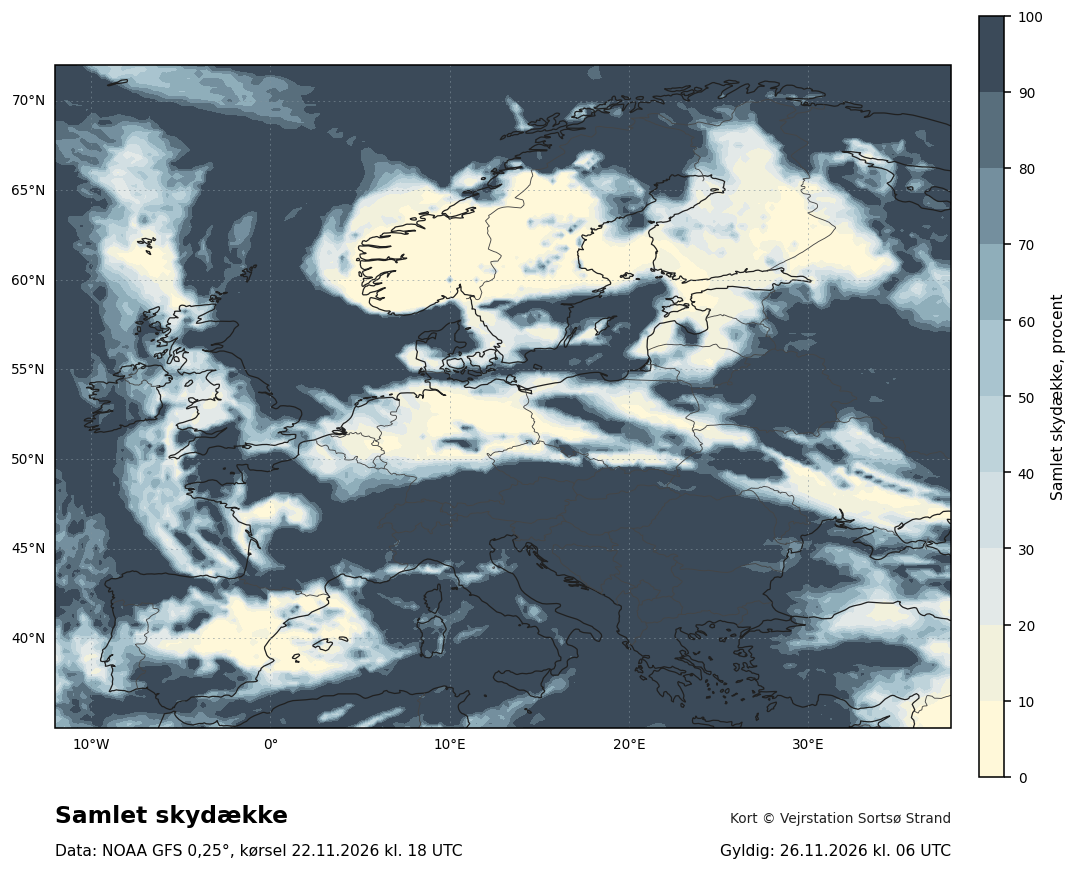 100
90
80
70
60
50
40
30
20
10
0
Samlet skydække, procent
70°N
65°N
60°N
55°N
50°N
45°N
40°N
10°W
0°
10°E
20°E
30°E
Samlet skydække
Kort © Vejrstation Sortsø Strand
Data: NOAA GFS 0,25°, kørsel 22.11.2026 kl. 18 UTC
Gyldig: 26.11.2026 kl. 06 UTC